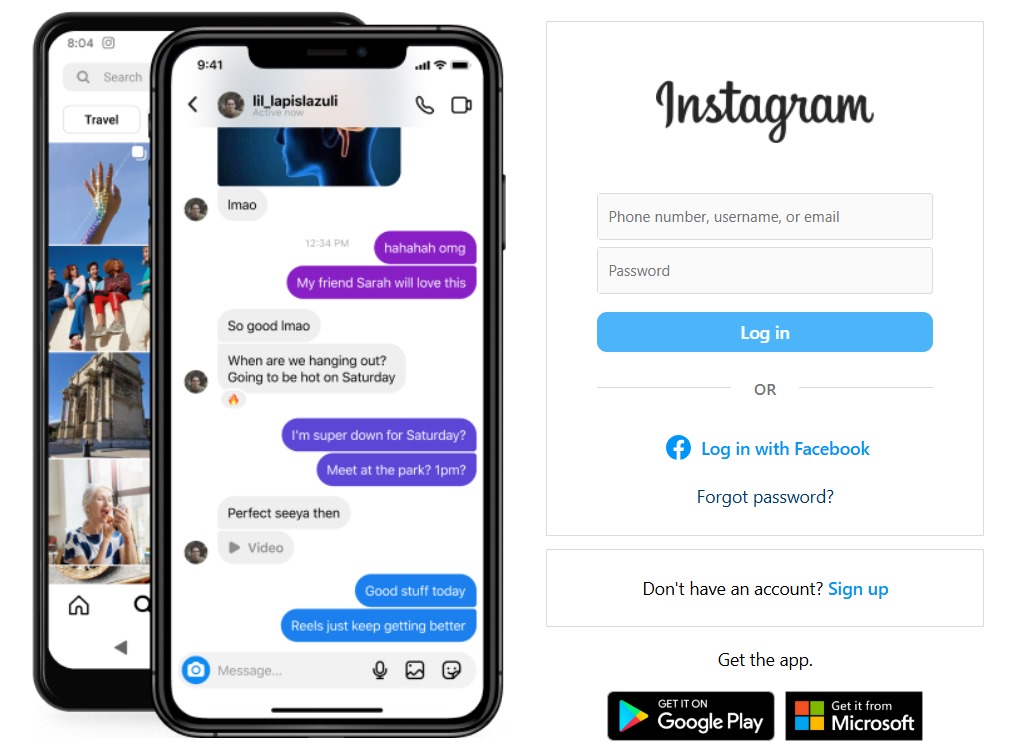 8:04
Search
Travel
9:41
lil_lapislazuli
Active now
lmao
12:34 PM
hahahah omg
My friend Sarah will love this
So good lmao
When are we hanging out?
Going to be hot on Saturday
I'm super down for Saturday?
Meet at the park? 1pm?
Perfect seeya then
Video
Good stuff today
Reels just keep getting better
Message...
Instagram
Phone number, username, or email
Password
Log in
OR
Log in with Facebook
Forgot password?
Don't have an account? Sign up
Get the app.
GET IT ON
Google Play
Get it from
Microsoft